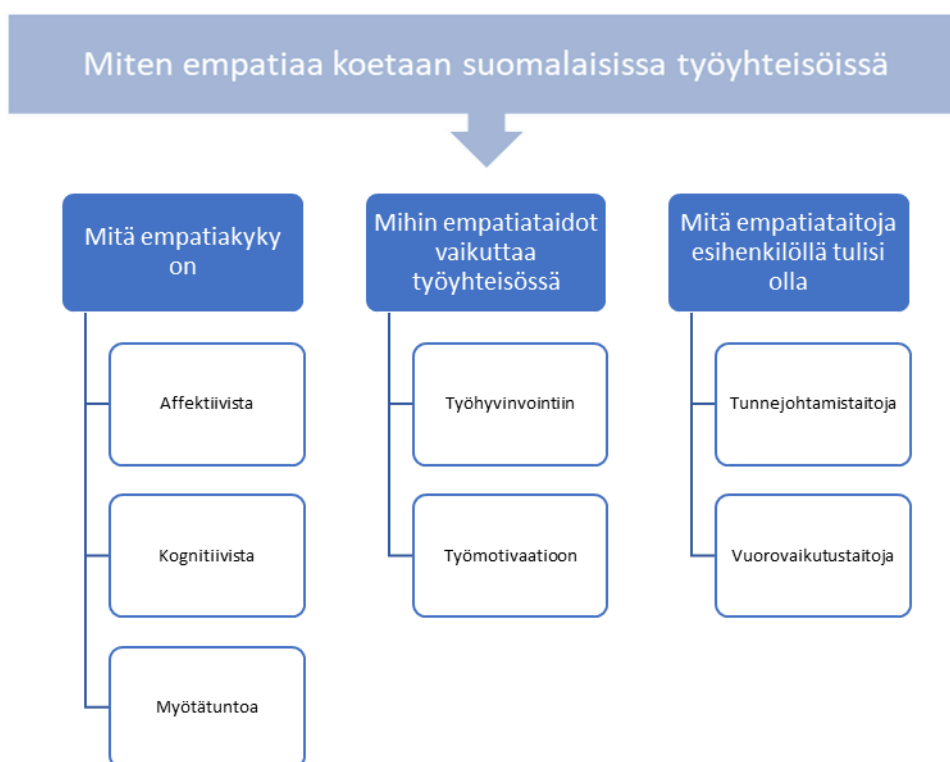 Miten empatiaa koetaan suomalaisissa työyhteisöissä
Mitä empatiakyky
on
Affektiivista
Kognitiivista
Myötätuntoa
Mihin empatiataidot
vaikuttaa
työyhteisössä
Työhyvinvointiin
Työmotivaatioon
Mitä empatiataitoja
esihenkilöllä tulisi
olla
Tunnejohtamistaitoja
Vuorovaikutustaitoja